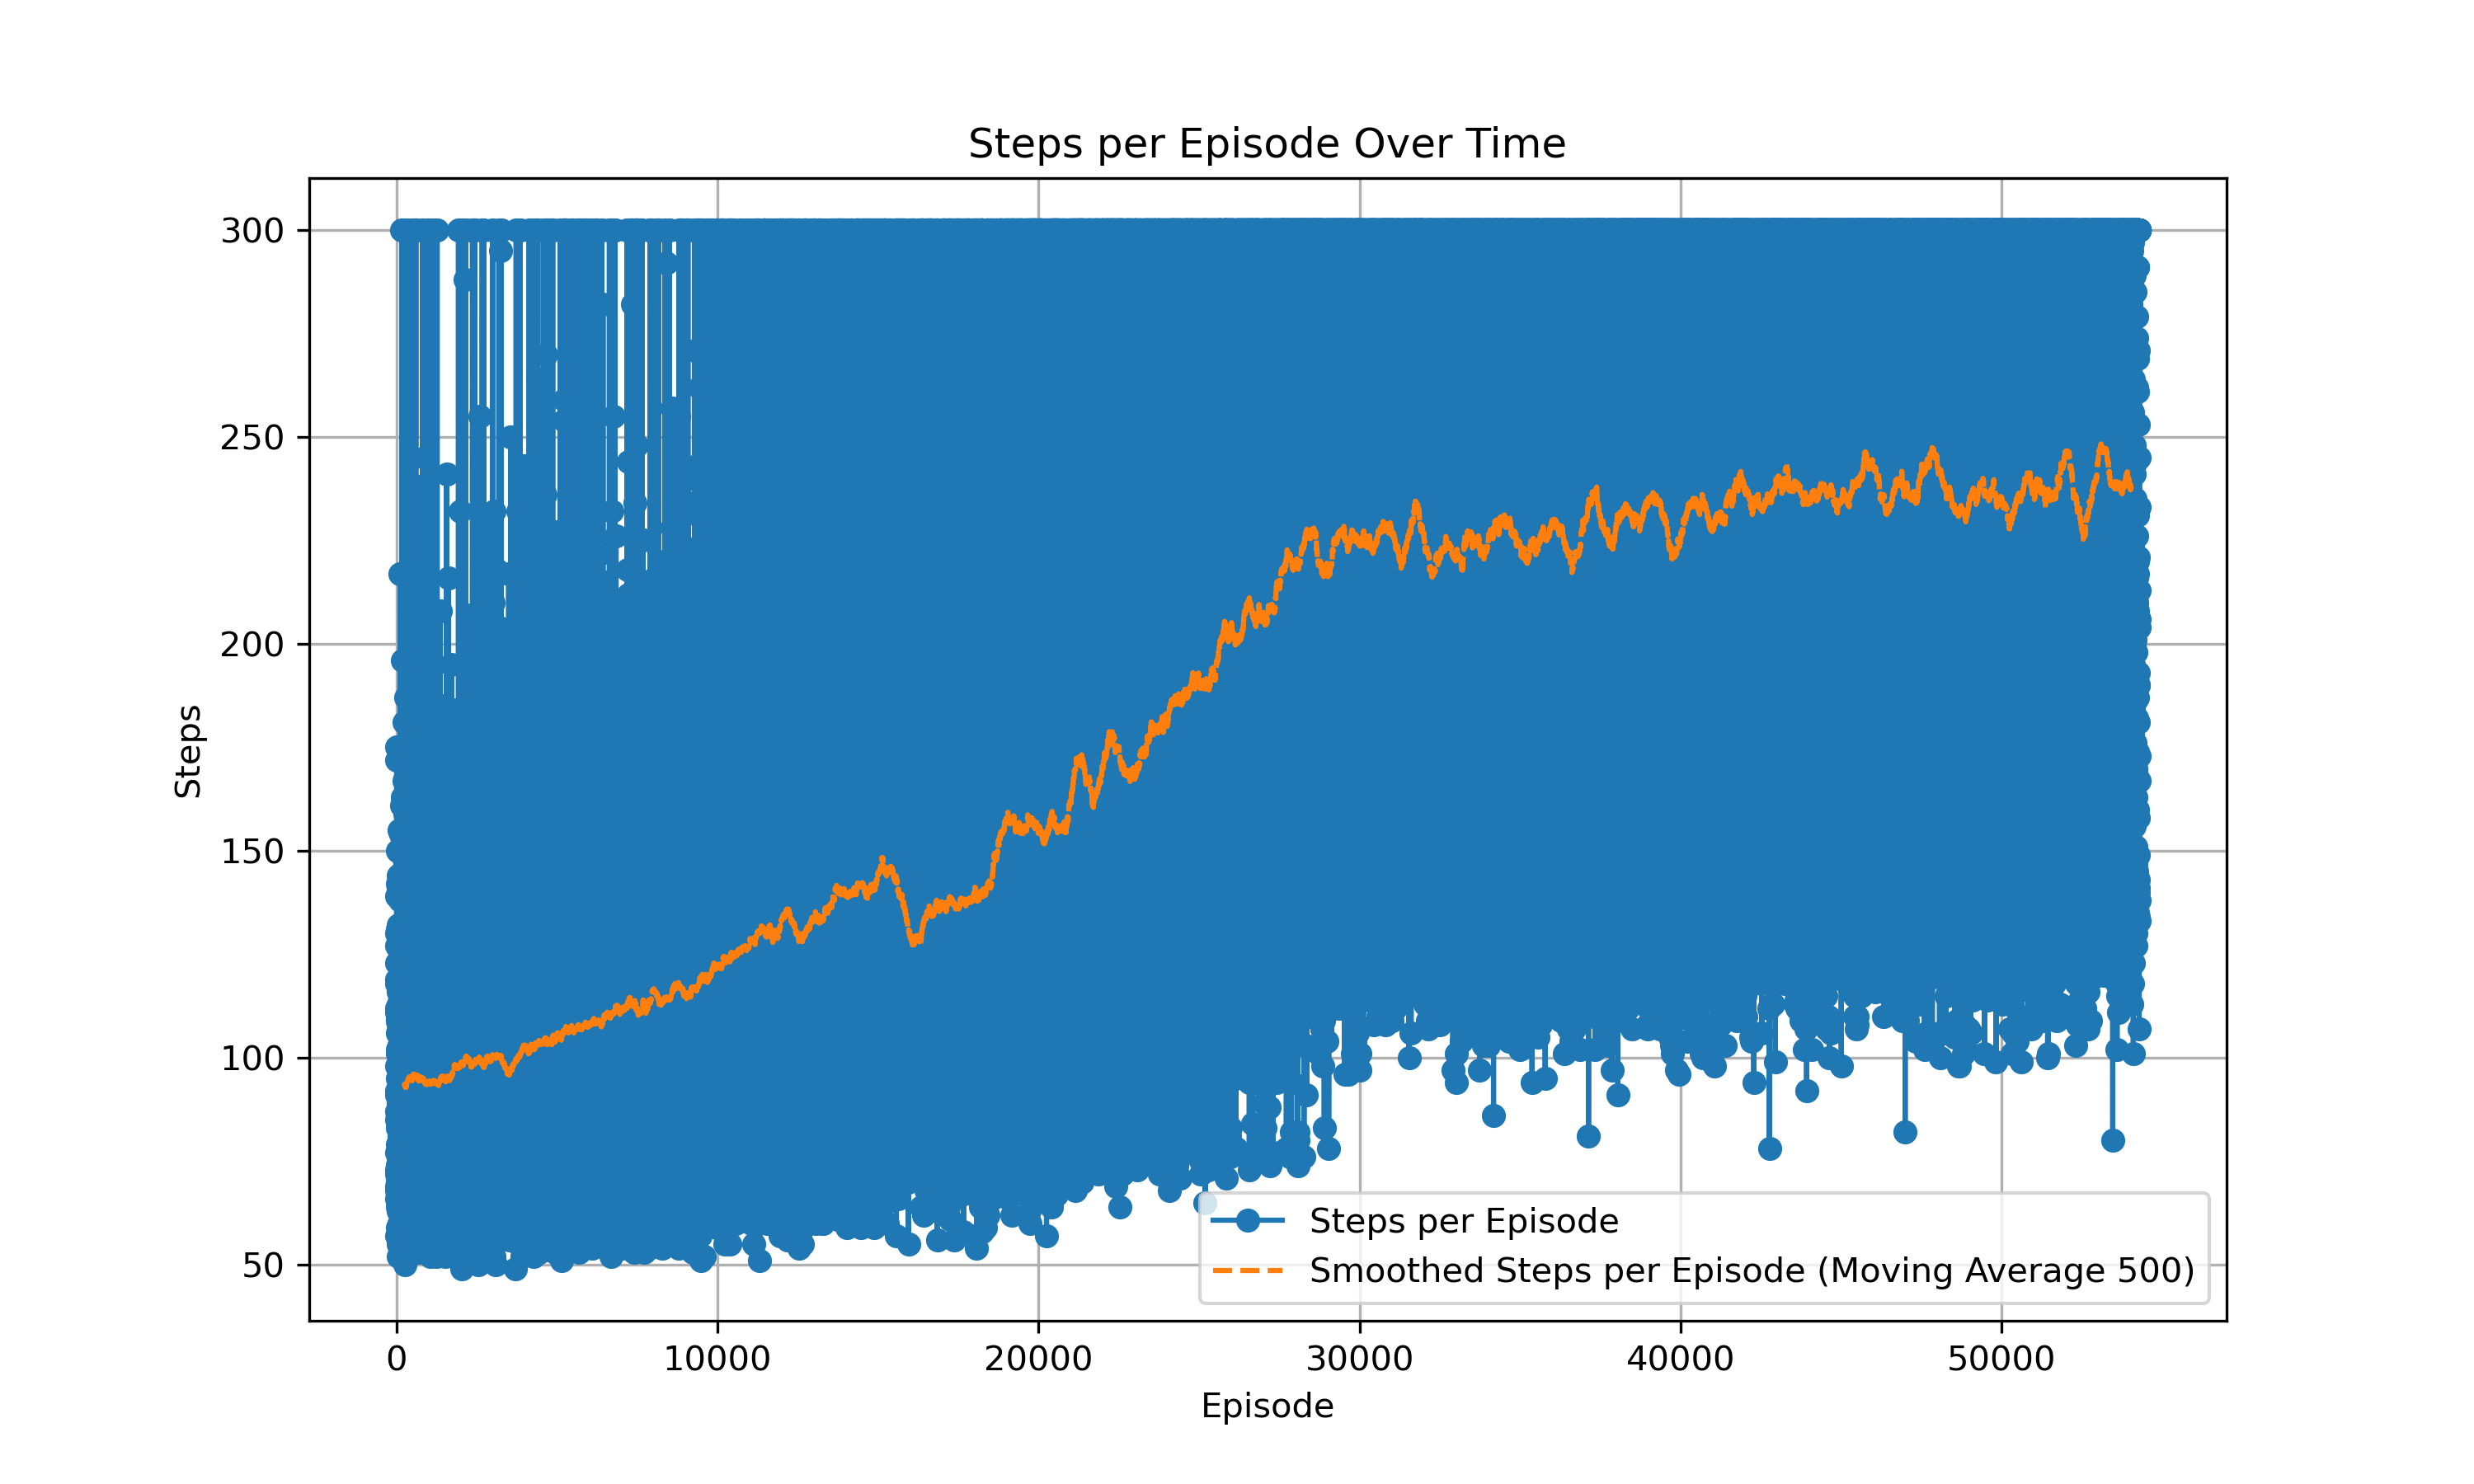 Steps per Episode Over Time
300
250
200
150
100
50
Steps
0 10000 20000 30000 40000 50000
Episode
Steps per Episode
Smoothed Steps per Episode (Moving Average 500)